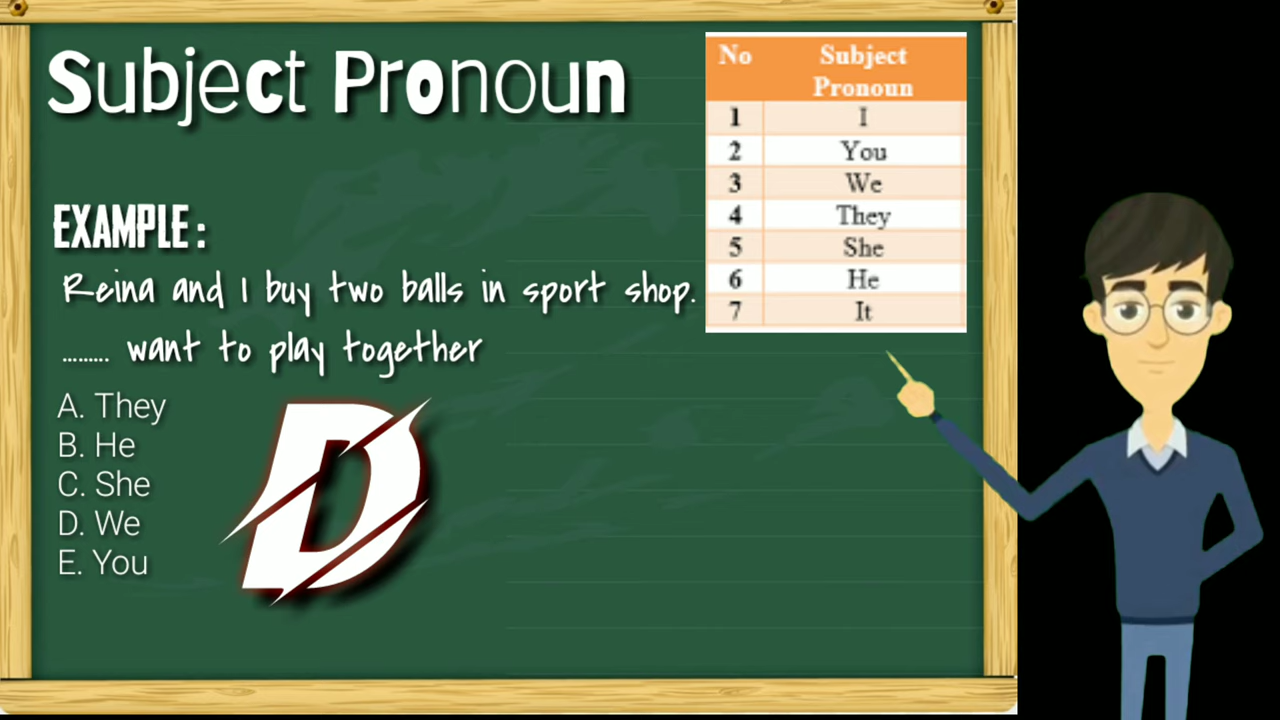 Subject Pronoun
EXAMPLE :
Reina and I buy two balls in sport shop.
......... want to play together
A. They
B. He
C. She
D. We
E. You
D
No Subject
Pronoun
1 I
2 You
3 We
4 They
5 She
6 He
7 It